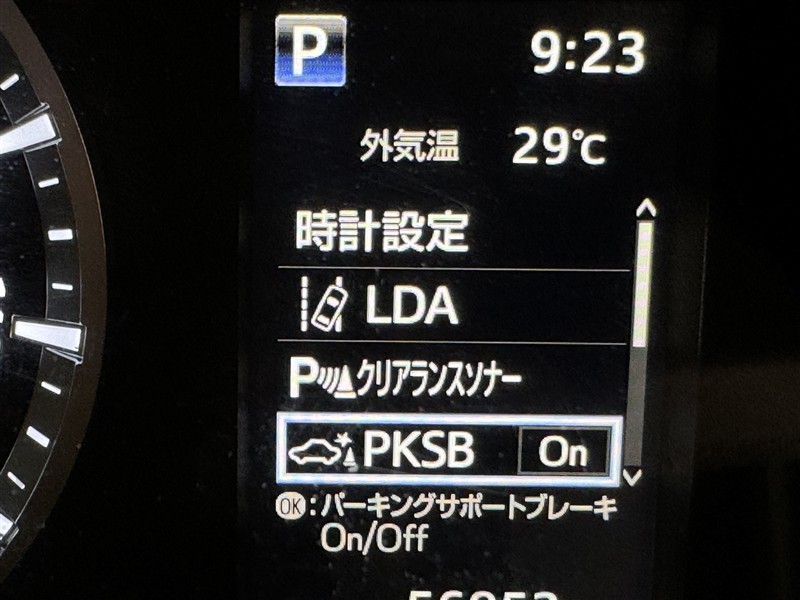 P 9:23
外気温 29℃
時計設定
LDA
Pクリアランスソナー
PKSB On
OK:パーキングサポートブレーキ
On/Off